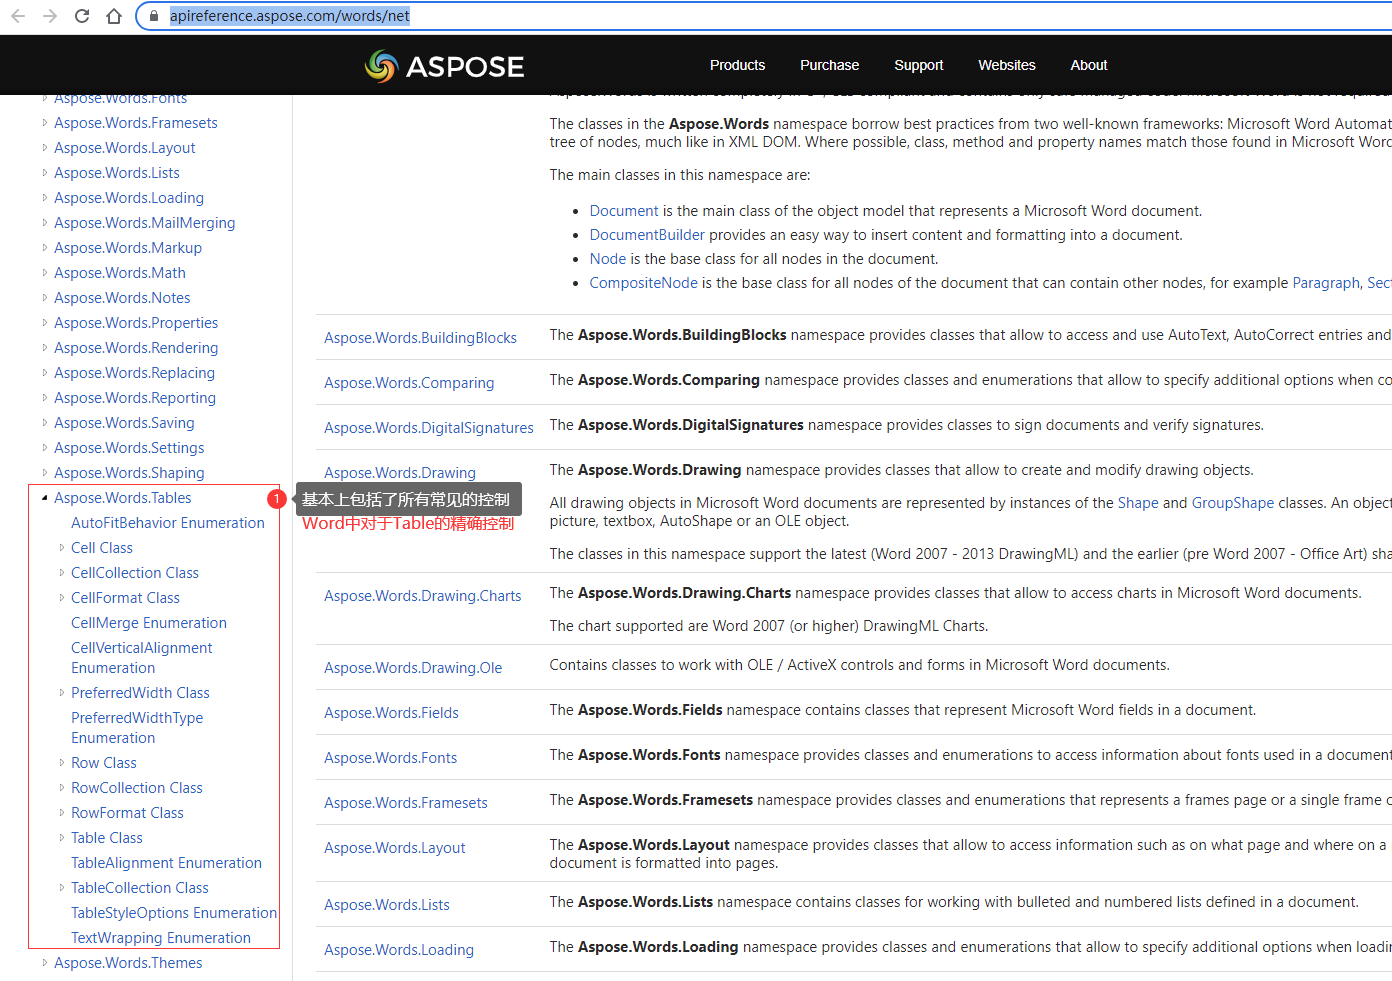 apireference.aspose.com/words/net
ASPOSE
Products
Purchase
Support
Websites
About
Aspose.Words.Fonts
Aspose.Words.Framesets
Aspose.Words.Layout
Aspose.Words.Lists
Aspose.Words.Loading
Aspose.Words.MailMerging
Aspose.Words.Markup
Aspose.Words.Math
Aspose.Words.Notes
Aspose.Words.Properties
Aspose.Words.Rendering
Aspose.Words.Replacing
Aspose.Words.Reporting
Aspose.Words.Saving
Aspose.Words.Settings
Aspose.Words.Shaping
Aspose.Words.Tables
AutoFitBehavior Enumeration
Cell Class
CellCollection Class
CellFormat Class
CellMerge Enumeration
CellVerticalAlignment
Enumeration
PreferredWidth Class
PreferredWidthType
Enumeration
Row Class
RowCollection Class
RowFormat Class
Table Class
TableAlignment Enumeration
TableCollection Class
TableStyleOptions Enumeration
TextWrapping Enumeration
Aspose.Words.Themes
1
基本上包括了所有常见的控制
Word中对于Table的精确控制
The classes in the Aspose.Words namespace borrow best practices from two well-known frameworks: Microsoft Word Automat
tree of nodes, much like in XML DOM. Where possible, class, method and property names match those found in Microsoft Word
The main classes in this namespace are:
• Document is the main class of the object model that represents a Microsoft Word document.
• DocumentBuilder provides an easy way to insert content and formatting into a document.
• Node is the base class for all nodes in the document.
• CompositeNode is the base class for all nodes of the document that can contain other nodes, for example Paragraph, Sect
Aspose.Words.BuildingBlocks
The Aspose.Words.BuildingBlocks namespace provides classes that allow to access and use AutoText, AutoCorrect entries and
Aspose.Words.Comparing
The Aspose.Words.Comparing namespace provides classes and enumerations that allow to specify additional options when co
Aspose.Words.DigitalSignatures
The Aspose.Words.DigitalSignatures namespace provides classes to sign documents and verify signatures.
Aspose.Words.Drawing
The Aspose.Words.Drawing namespace provides classes that allow to create and modify drawing objects.
All drawing objects in Microsoft Word documents are represented by instances of the Shape and GroupShape classes. An object
picture, textbox, AutoShape or an OLE object.
The classes in this namespace support the latest (Word 2007 - 2013 DrawingML) and the earlier (pre Word 2007 - Office Art) sha
Aspose.Words.Drawing.Charts
The Aspose.Words.Drawing.Charts namespace provides classes that allow to access charts in Microsoft Word documents.
The chart supported are Word 2007 (or higher) DrawingML Charts.
Aspose.Words.Drawing.Ole
Contains classes to work with OLE / ActiveX controls and forms in Microsoft Word documents.
Aspose.Words.Fields
The Aspose.Words.Fields namespace contains classes that represent Microsoft Word fields in a document.
Aspose.Words.Fonts
The Aspose.Words.Fonts namespace provides classes and enumerations to access information about fonts used in a document
Aspose.Words.Framesets
The Aspose.Words.Framesets namespace provides classes and enumerations that represents a frames page or a single frame o
Aspose.Words.Layout
The Aspose.Words.Layout namespace provides classes that allow to access information such as on what page and where on a
document is formatted into pages.
Aspose.Words.Lists
The Aspose.Words.Lists namespace contains classes for working with bulleted and numbered lists defined in a document.
Aspose.Words.Loading
The Aspose.Words.Loading namespace provides classes and enumerations that allow to specify additional options when loadin